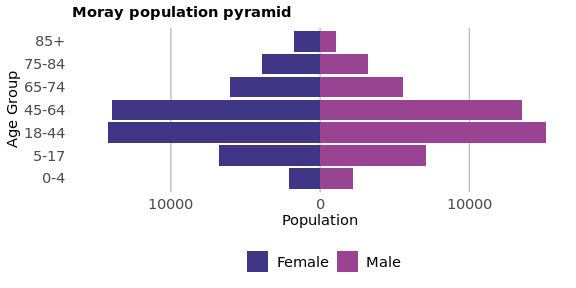 Moray population pyramid
Age Group
85+
75-84
65-74
45-64
18-44
5-17
0-4
10000 0 10000
Population
Female Male